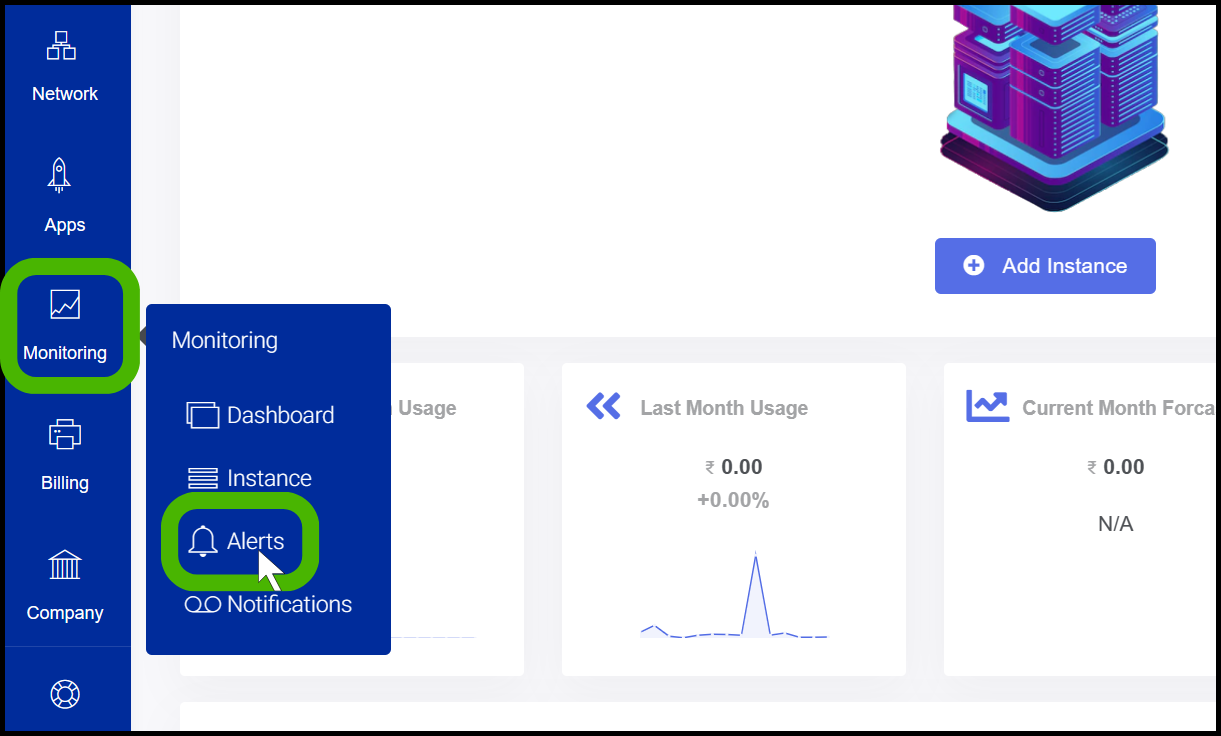 Network
Apps
Monitoring
Billing
Company
Monitoring
Dashboard
Instance
Alerts
Notifications
Add Instance
Usage
Last Month Usage
₹ 0.00
+0.00%
Current Month Forca
₹ 0.00
N/A